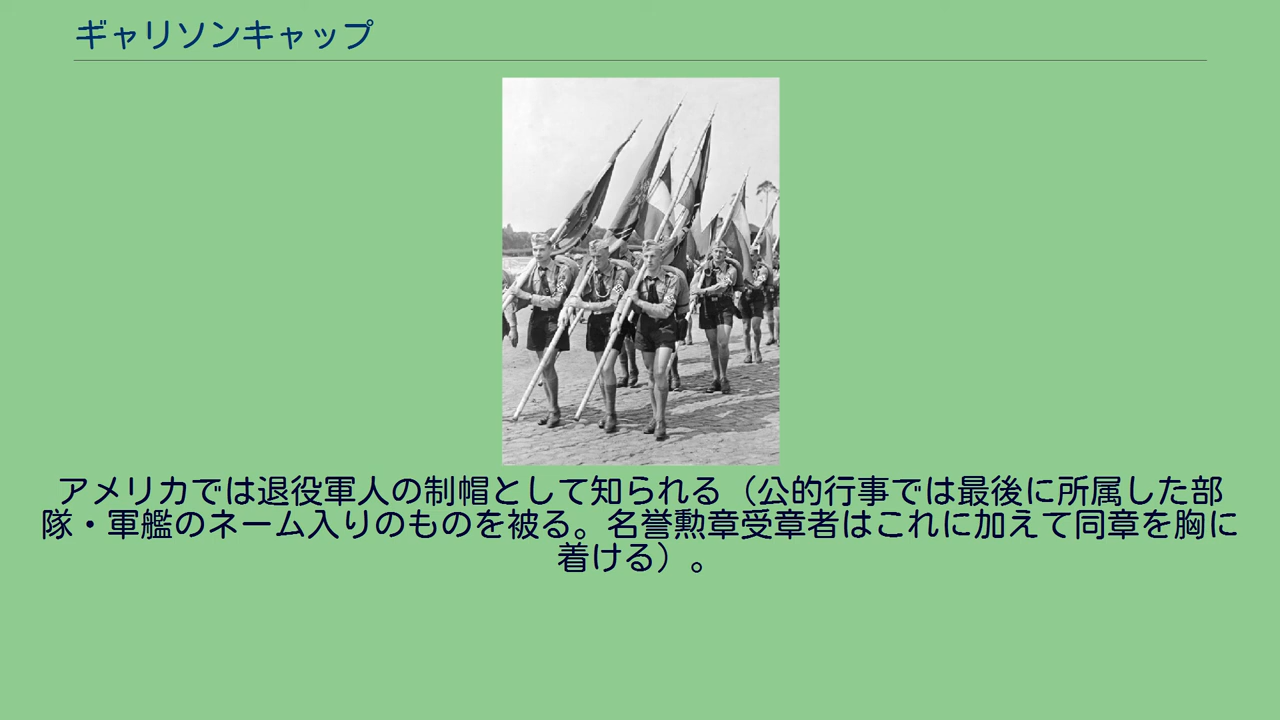 ギャリソンキャップ
アメリカでは退役軍人の制帽として知られる（公的行事では最後に所属した部
隊・軍艦のネーム入りのものを被る。名誉勲章受章者はこれに加えて同章を胸に
着ける）。